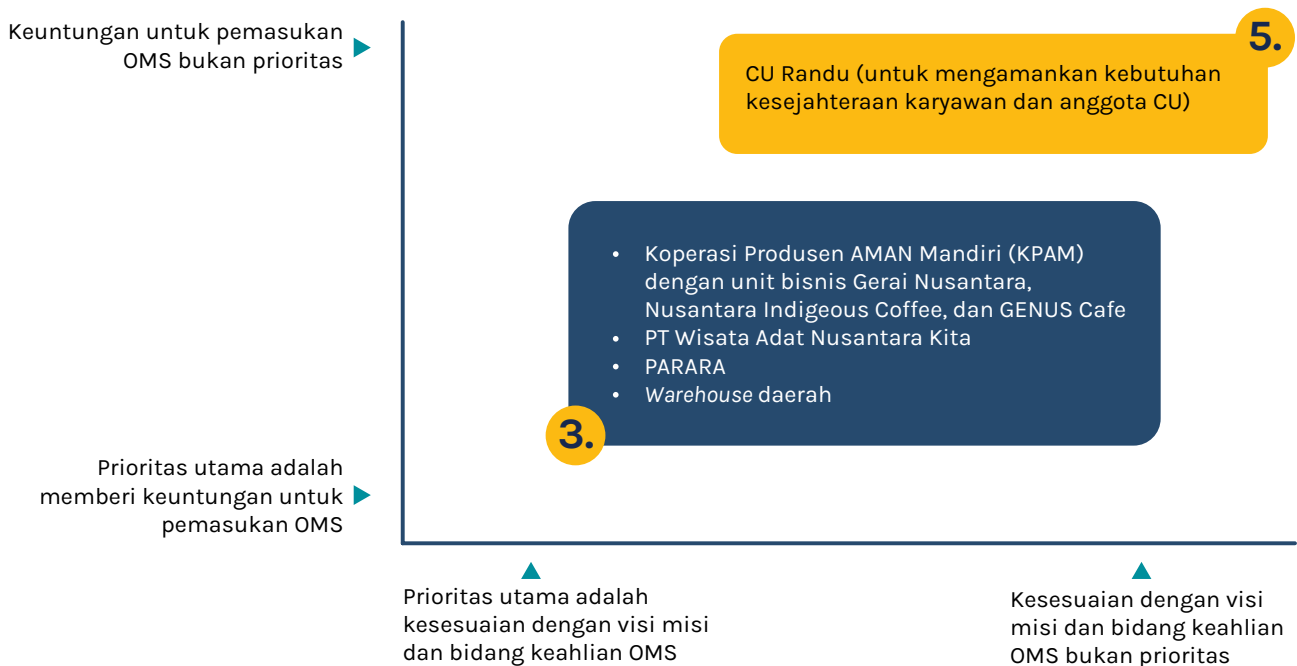 Keuntungan untuk pemasukan
OMS bukan prioritas
5.
CU Randu (untuk mengamankan kebutuhan
kesejahteraan karyawan dan anggota CU)
• Koperasi Produsen AMAN Mandiri (KPAM)
dengan unit bisnis Gerai Nusantara,
Nusantara Indigeous Coffee, dan GENUS Cafe
• PT Wisata Adat Nusantara Kita
• PARARA
• Warehouse daerah
3.
Prioritas utama adalah
memberi keuntungan untuk
pemasukan OMS
Prioritas utama adalah
kesesuaian dengan visi misi
dan bidang keahlian OMS
Kesesuaian dengan visi
misi dan bidang keahlian
OMS bukan prioritas